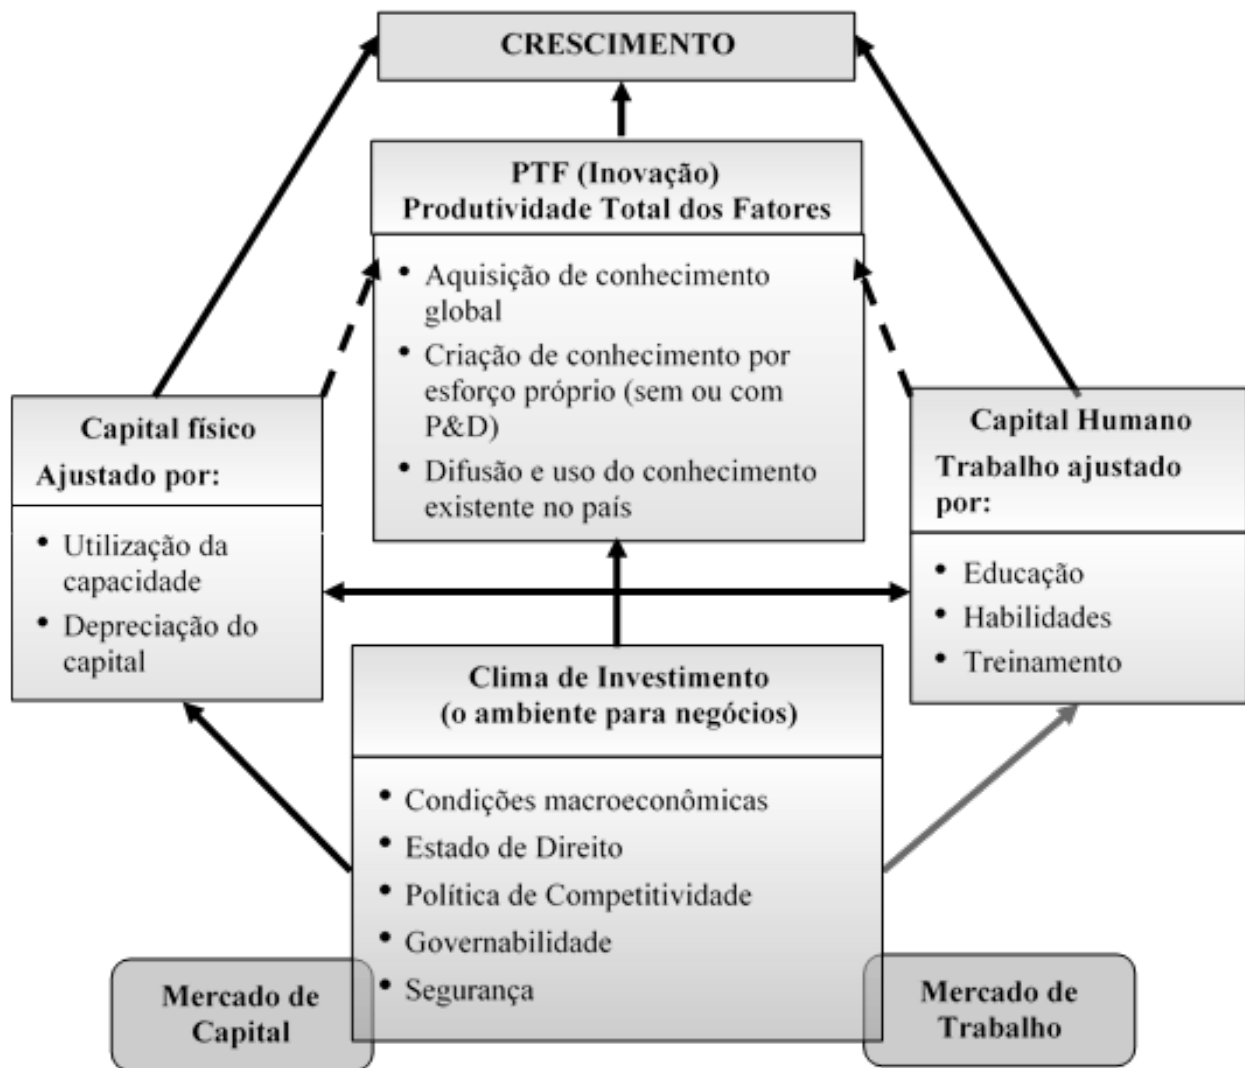 CRESCIMENTO
PTF (Inovação)
Produtividade Total dos Fatores
• Aquisição de conhecimento
global
• Criação de conhecimento por
esforço próprio (sem ou com
P&D)
• Difusão e uso do conhecimento
existente no país
Capital físico
Ajustado por:
• Utilização da
capacidade
• Depreciação do
capital
Capital Humano
Trabalho ajustado
por:
• Educação
• Habilidades
• Treinamento
Clima de Investimento
(o ambiente para negócios)
• Condições macroeconômicas
• Estado de Direito
• Política de Competitividade
• Governabilidade
• Segurança
Mercado de
Capital
Mercado de
Trabalho